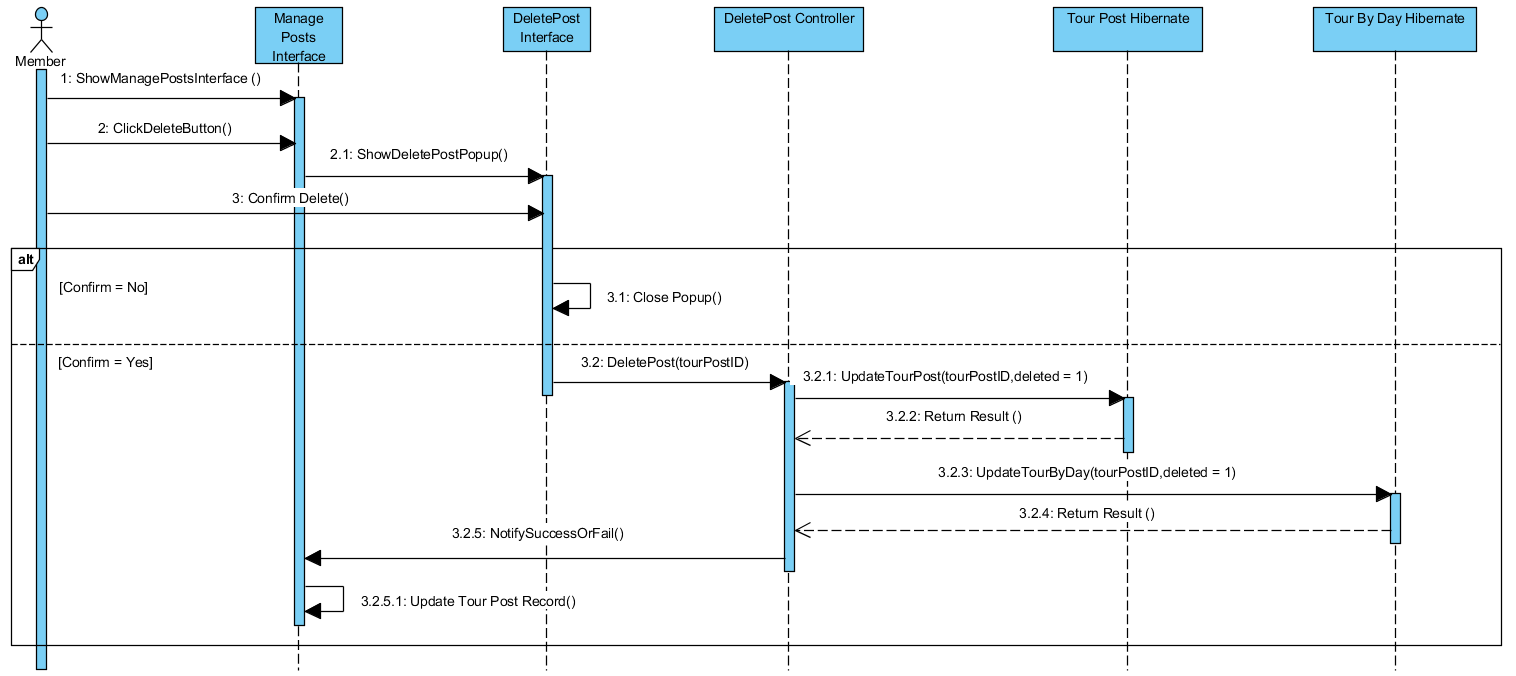 Member
Manage
Posts
Interface
DeletePost
Interface
DeletePost Controller
Tour Post Hibernate
Tour By Day Hibernate
1: ShowManagePostsInterface ()
2: ClickDeleteButton()
2.1: ShowDeletePostPopup()
3: Confirm Delete()
alt
[Confirm = No]
3.1: Close Popup()
[Confirm = Yes]
3.2: DeletePost(tourPostID)
3.2.1: UpdateTourPost(tourPostID,deleted = 1)
3.2.2: Return Result ()
3.2.3: UpdateTourByDay(tourPostID,deleted = 1)
3.2.4: Return Result ()
3.2.5: NotifySuccessOrFail()
3.2.5.1: Update Tour Post Record()